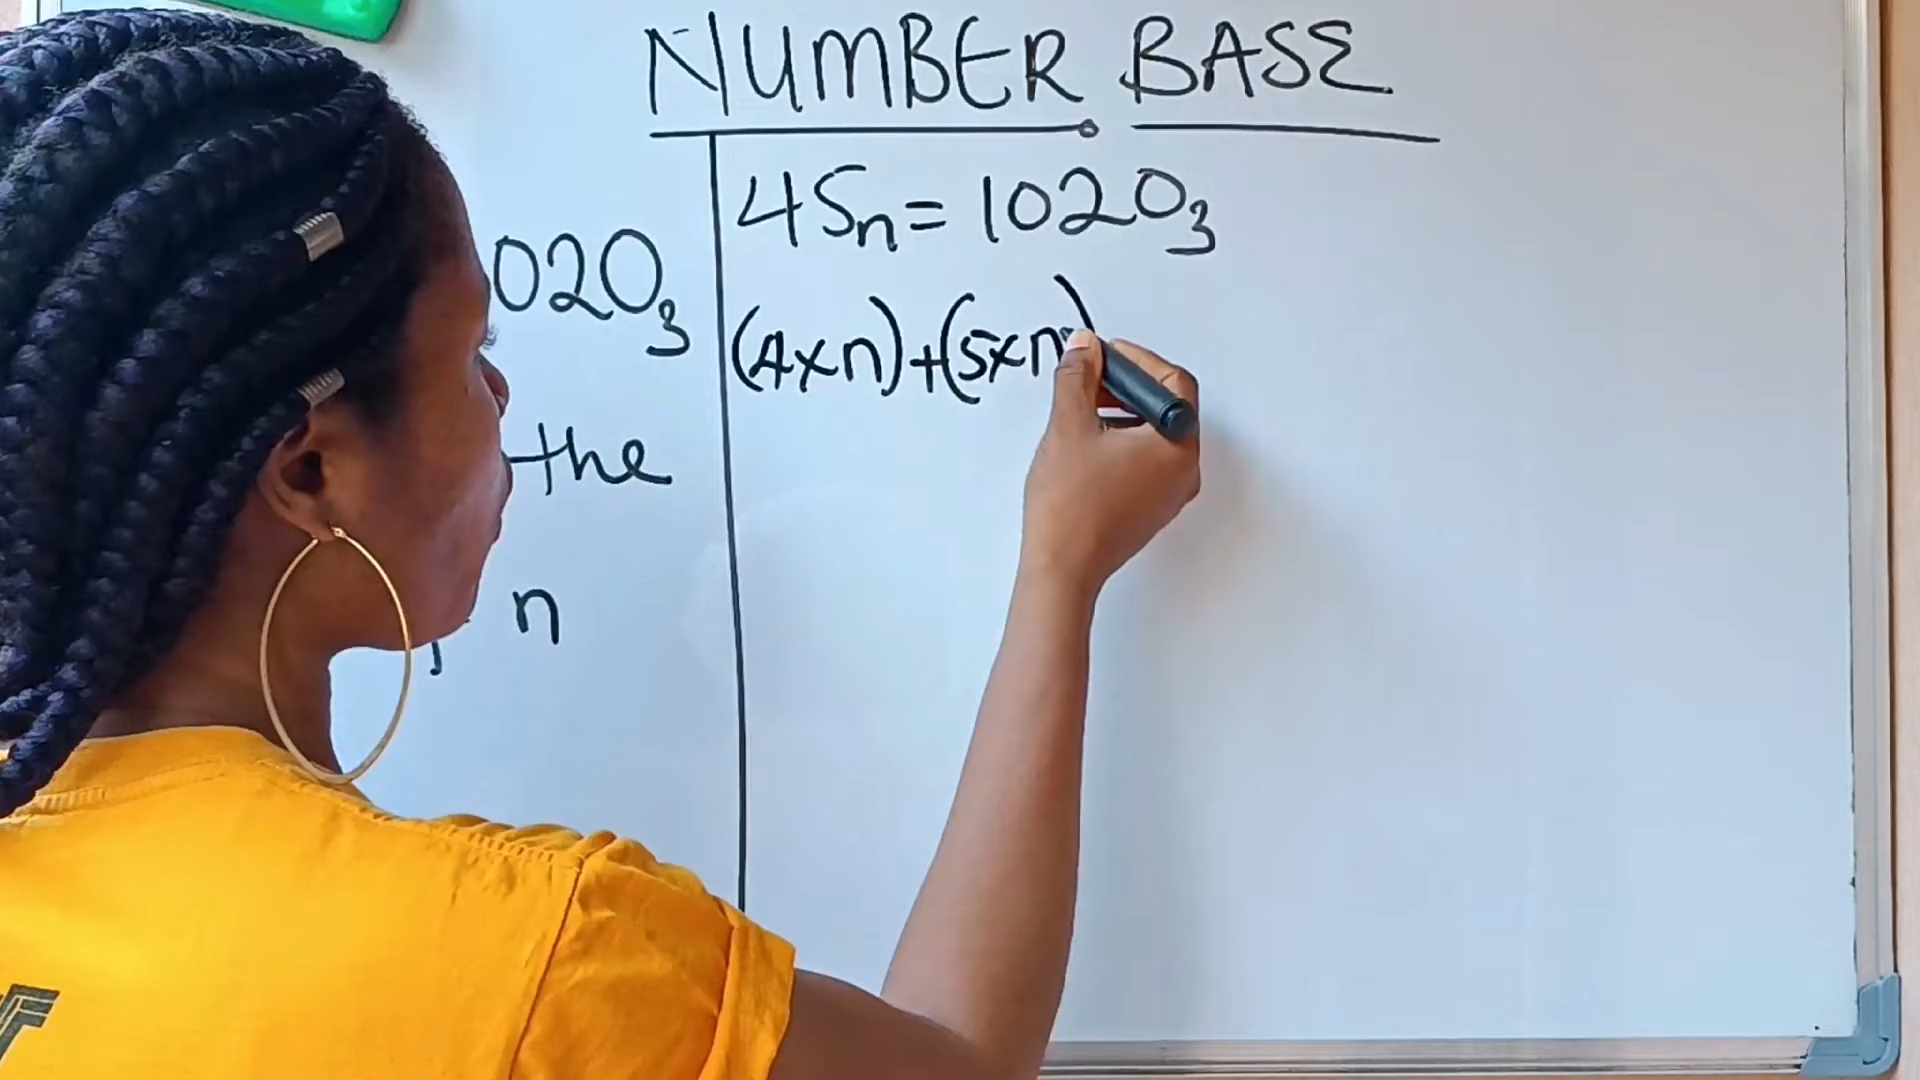 NUMBER BASE
020₃
the
n
45ₙ = 1020₃
(4×n)+(5×n)